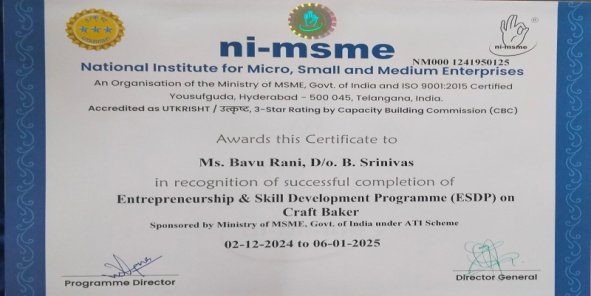 ni-msme
ni-msme
NM000 1241950125
National Institute for Micro, Small and Medium Enterprises
An Organisation of the Ministry of MSME, Govt. of India and ISO 9001:2015 Certified
Yousufguda, Hyderabad - 500 045, Telangana, India.
Accredited as UTKRISHT / उत्कृष्ट, 3-Star Rating by Capacity Building Commission (CBC)
Awards this Certificate to
Ms. Bavu Rani, D/o. B. Srinivas
in recognition of successful completion of
Entrepreneurship & Skill Development Programme (ESDP) on
Craft Baker
Sponsored by Ministry of MSME, Govt. of India under ATI Scheme
02-12-2024 to 06-01-2025
Programme Director
Director General